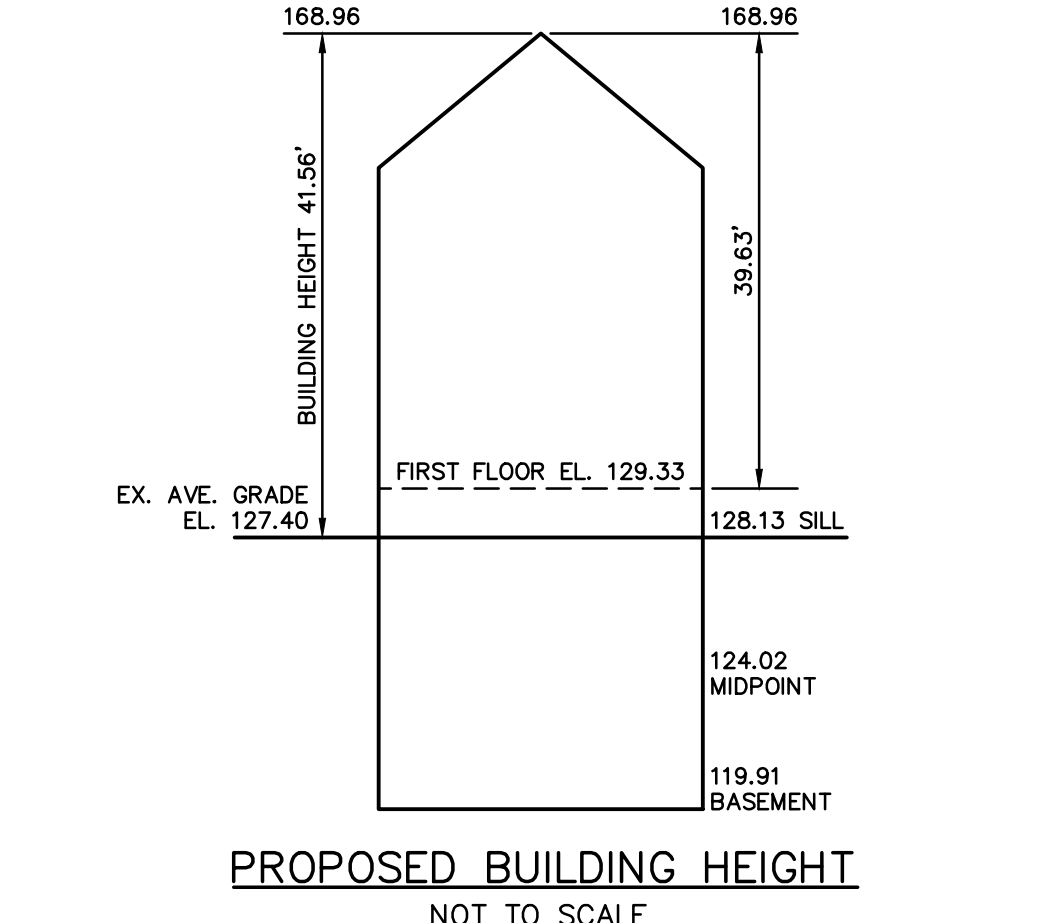 168.96
168.96
BUILDING HEIGHT 41.56'
39.63'
FIRST FLOOR EL. 129.33
EX. AVE. GRADE
EL. 127.40
128.13 SILL
124.02
MIDPOINT
119.91
BASEMENT
PROPOSED BUILDING HEIGHT
NOT TO SCALE